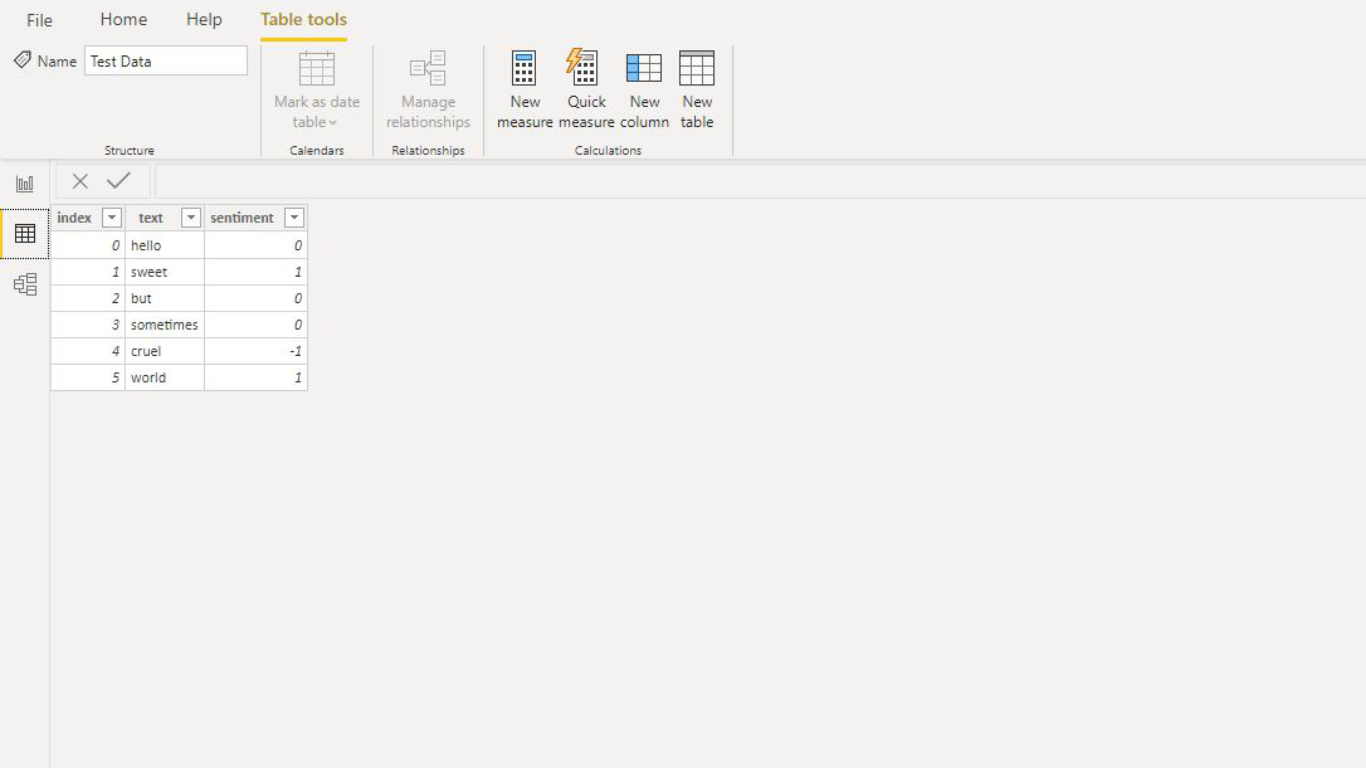 File Home Help Table tools
Name Test Data
Mark as date table
Manage relationships
New measure
Quick measure
New column
New table
Structure Calendars Relationships Calculations
index text sentiment
0 hello 0
1 sweet 1
2 but 0
3 sometimes 0
4 cruel -1
5 world 1